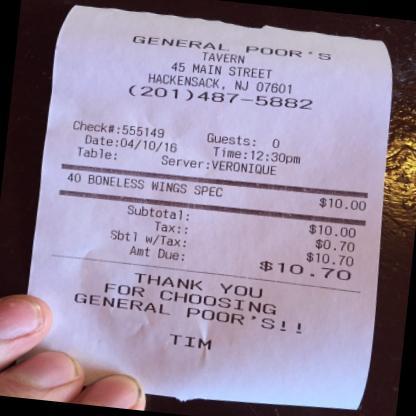 GENERAL POOR'S
TAVERN
45 MAIN STREET
HACKENSACK, NJ 07601
(201)487-5882
Check#:555149 Guests: 0
Date:04/10/16 Time:12:30pm
Table: Server:VERONIQUE
40 BONELESS WINGS SPEC $10.00
Subtotal: $10.00
Tax:: $0.70
Sbtl w/Tax: $10.70
Amt Due: $10.70
THANK YOU
FOR CHOOSING
GENERAL POOR'S!!
TIM